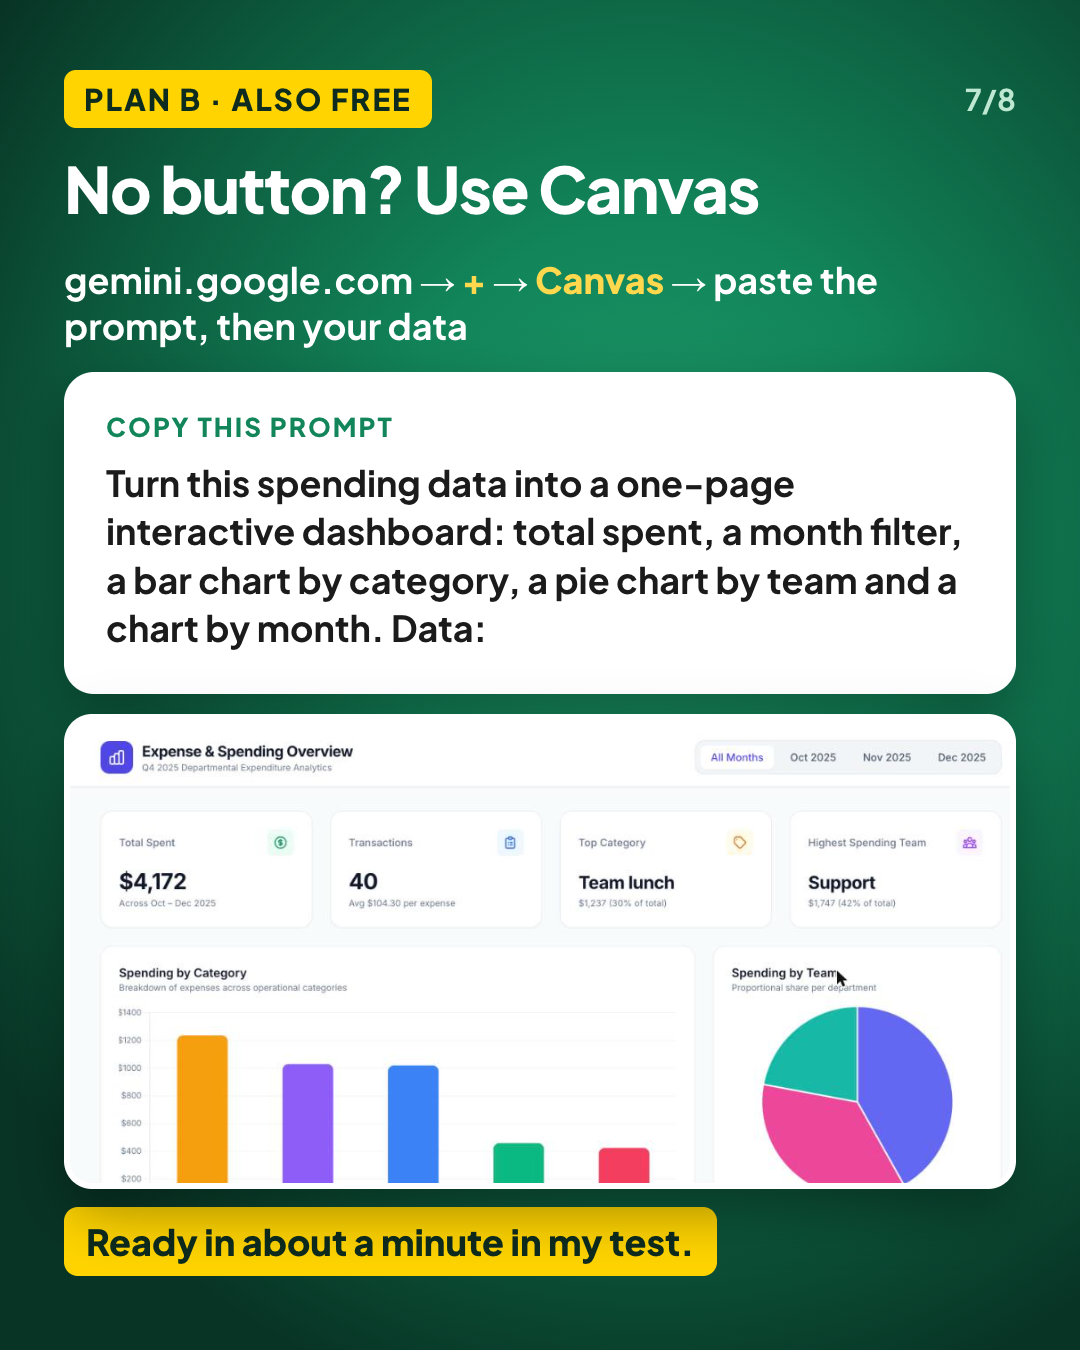 PLAN B · ALSO FREE
7/8
No button? Use Canvas
gemini.google.com → + → Canvas → paste the
prompt, then your data
COPY THIS PROMPT
Turn this spending data into a one-page
interactive dashboard: total spent, a month filter,
a bar chart by category, a pie chart by team and a
chart by month. Data:
Expense & Spending Overview
Q4 2025 Departmental Expenditure Analytics
All Months
Oct 2025
Nov 2025
Dec 2025
Total Spent
$4,172
Across Oct – Dec 2025
Transactions
40
Avg $104.30 per expense
Top Category
Team lunch
$1,237 (30% of total)
Highest Spending Team
Support
$1,747 (42% of total)
Spending by Category
Breakdown of expenses across operational categories
$1400
$1200
$1000
$800
$600
$400
$200
Spending by Team
Proportional share per department
Ready in about a minute in my test.